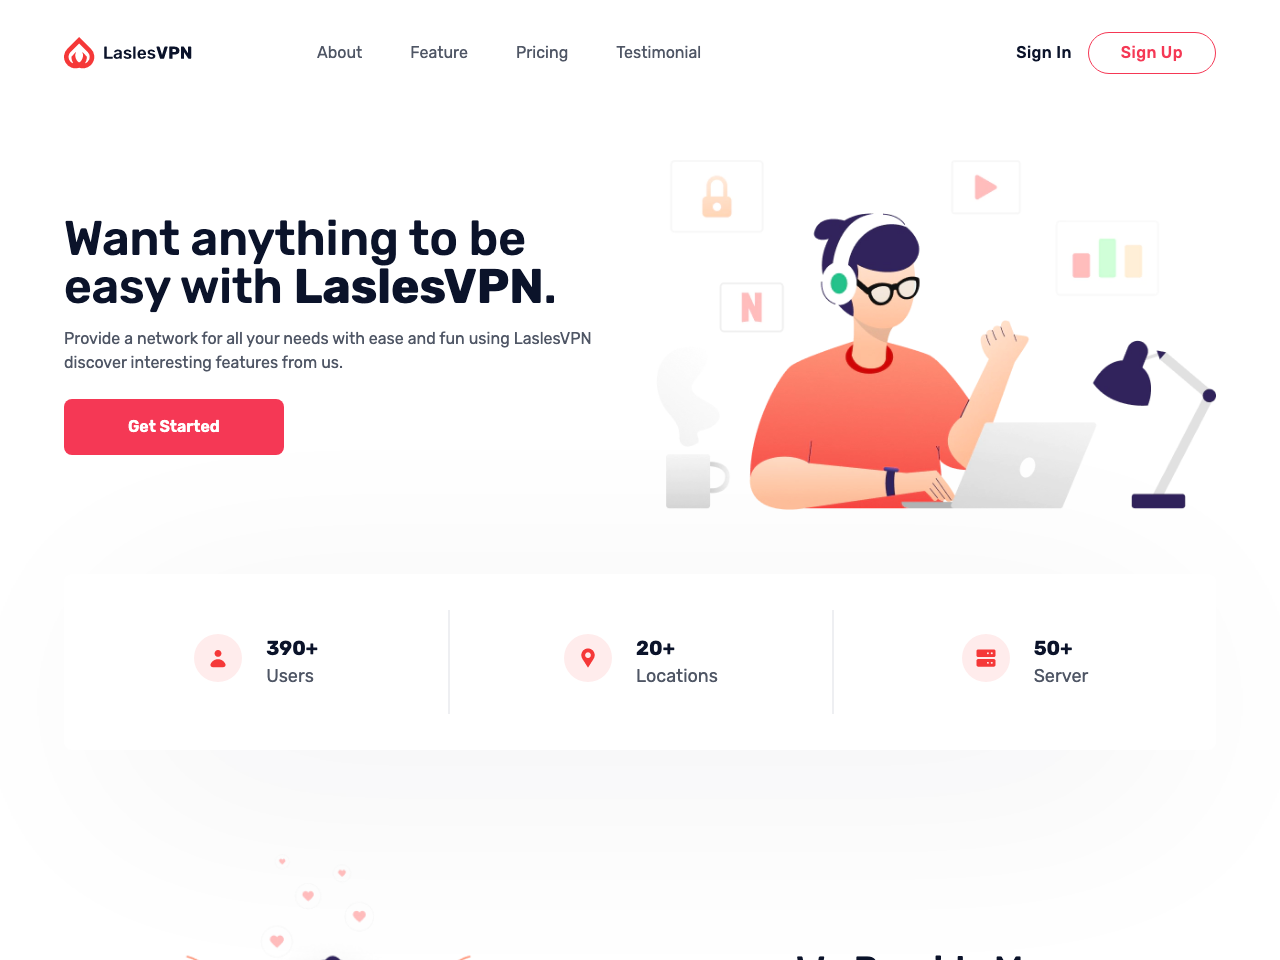 LaslesVPN
About
Feature
Pricing
Testimonial
Sign In
Sign Up
Want anything to be
easy with LaslesVPN.
Provide a network for all your needs with ease and fun using LaslesVPN
discover interesting features from us.
Get Started
N
390+
Users
20+
Locations
50+
Server